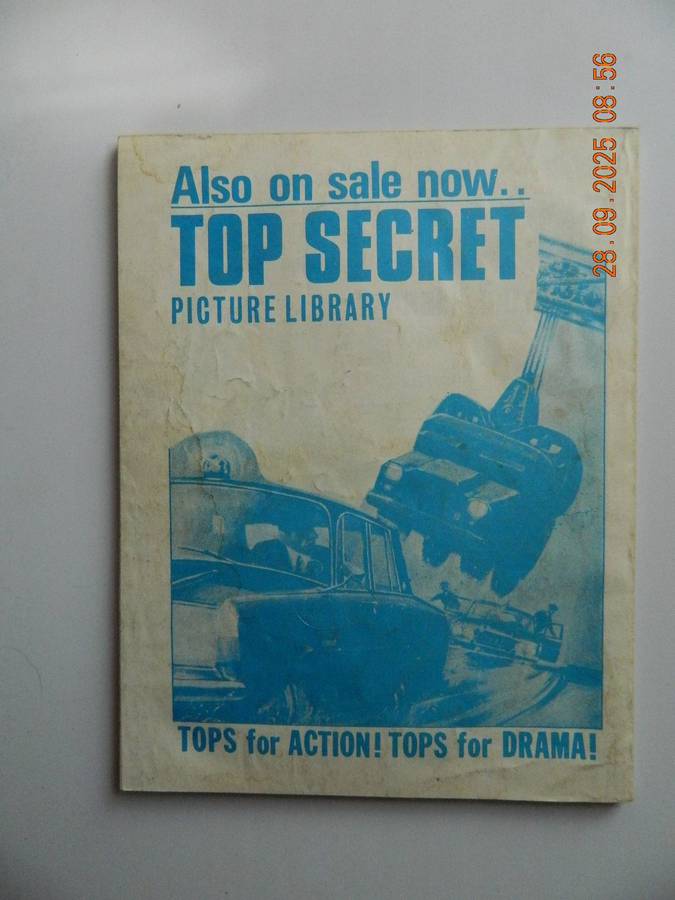 Also on sale now..
TOP SECRET
PICTURE LIBRARY
TOPS for ACTION! TOPS for DRAMA!
28.09.2025 08:56